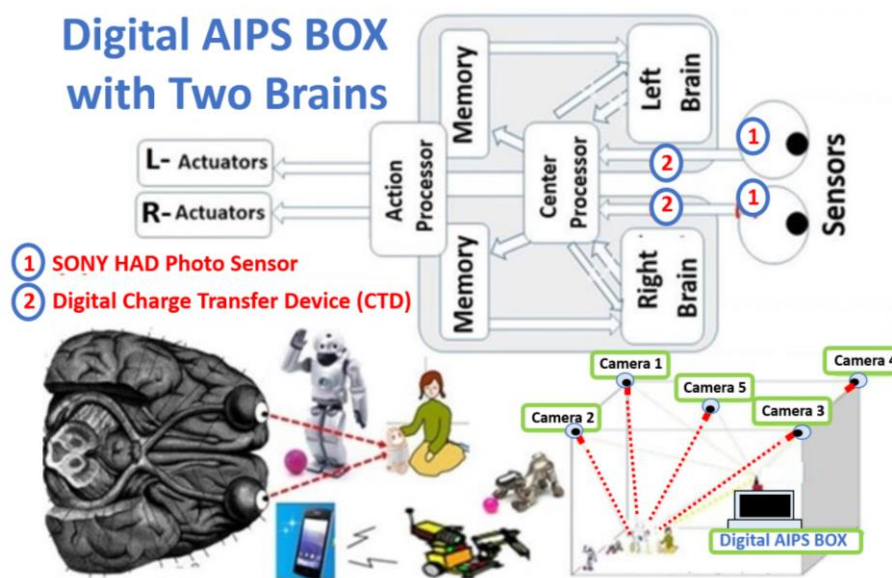 Digital AIPS BOX
with Two Brains
Memory
Left
Brain
L- Actuators
R- Actuators
Action
Processor
Center
Processor
1
2
1
2
Sensors
Memory
Right
Brain
1 SONY HAD Photo Sensor
2 Digital Charge Transfer Device (CTD)
Camera 1
Camera 4
Camera 5
Camera 2
Camera 3
Digital AIPS BOX